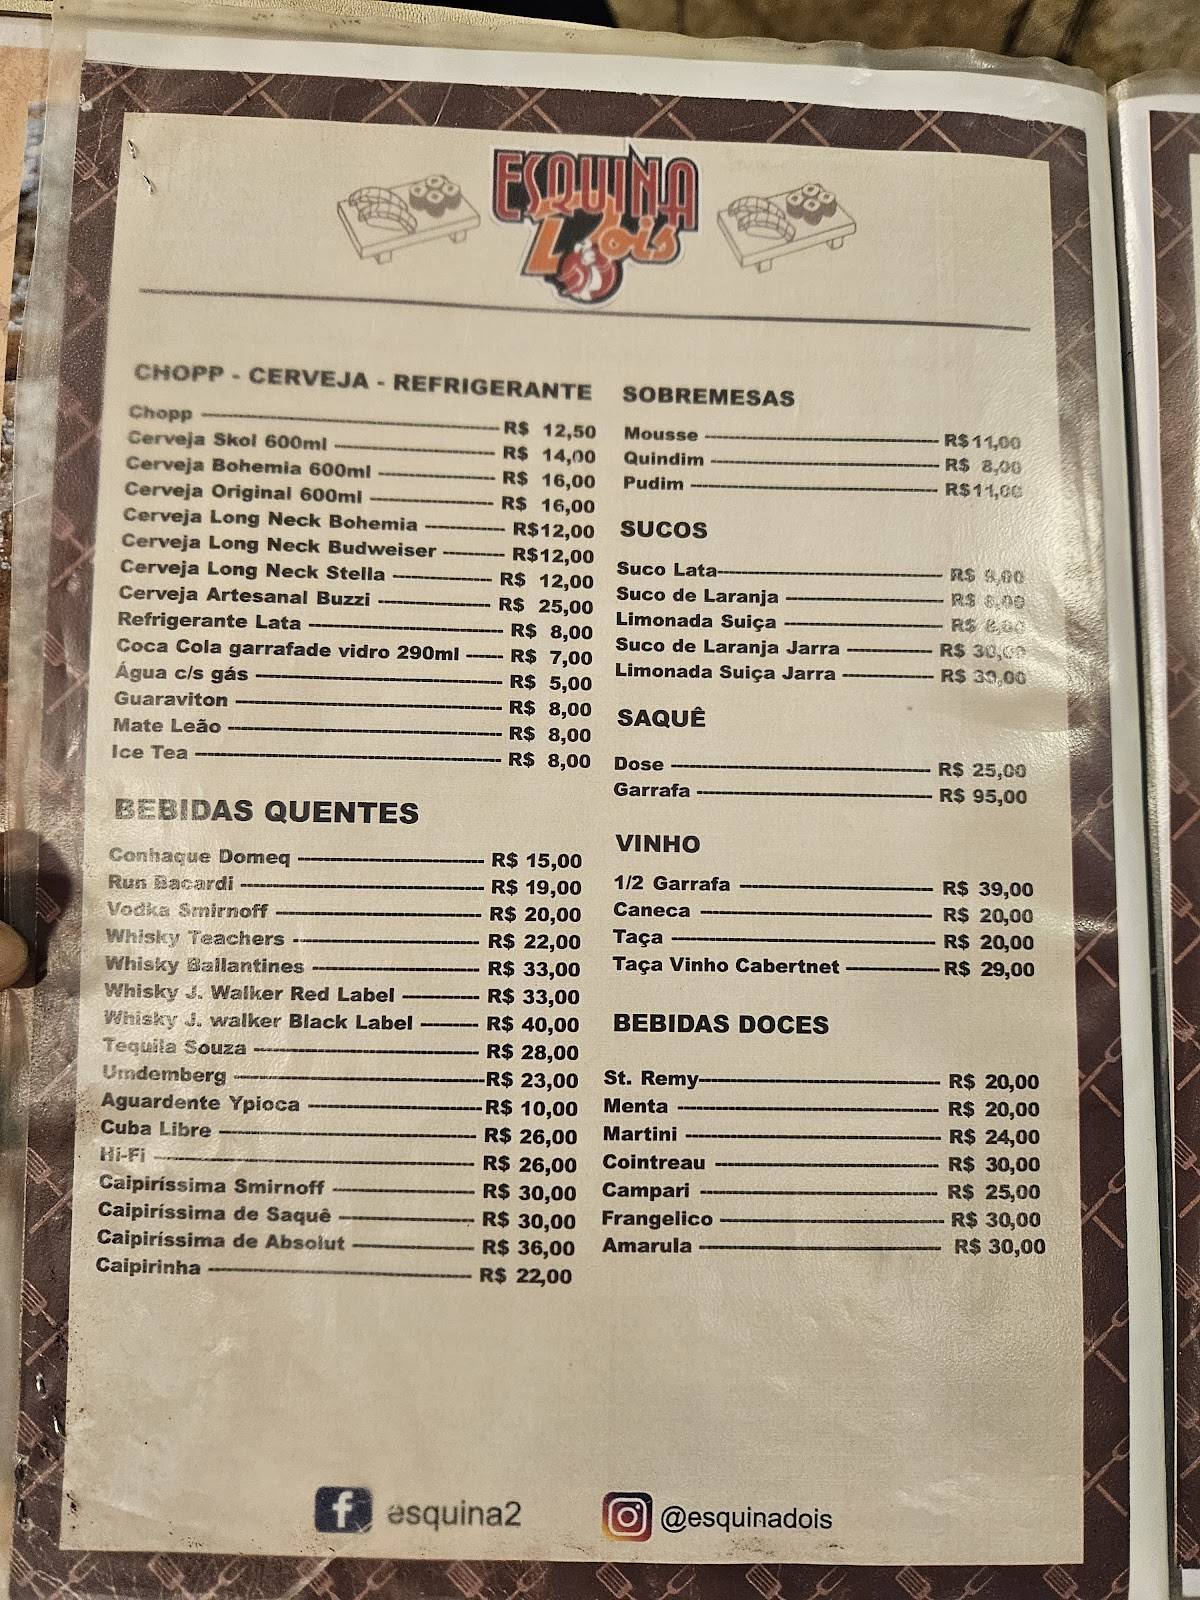 ESQUINA
Dois
CHOPP - CERVEJA - REFRIGERANTE
Chopp R$ 12,50
Cerveja Skol 600ml R$ 14,00
Cerveja Bohemia 600ml R$ 16,00
Cerveja Original 600ml R$ 16,00
Cerveja Long Neck Bohemia R$12,00
Cerveja Long Neck Budweiser R$12,00
Cerveja Long Neck Stella R$ 12,00
Cerveja Artesanal Buzzi R$ 25,00
Refrigerante Lata R$ 8,00
Coca Cola garrafade vidro 290ml R$ 7,00
Água c/s gás R$ 5,00
Guaraviton R$ 8,00
Mate Leão R$ 8,00
Ice Tea R$ 8,00
BEBIDAS QUENTES
Conhaque Domeq R$ 15,00
Run Bacardi R$ 19,00
Vodka Smirnoff R$ 20,00
Whisky Teachers R$ 22,00
Whisky Ballantines R$ 33,00
Whisky J. Walker Red Label R$ 33,00
Whisky J. walker Black Label R$ 40,00
Tequila Souza R$ 28,00
Umdemberg R$ 23,00
Aguardente Ypioca R$ 10,00
Cuba Libre R$ 26,00
Hi-Fi R$ 26,00
Caipiríssima Smirnoff R$ 30,00
Caipiríssima de Saquê R$ 30,00
Caipiríssima de Absolut R$ 36,00
Caipirinha R$ 22,00
SOBREMESAS
Mousse R$11,00
Quindim R$ 8,00
Pudim R$11,00
SUCOS
Suco Lata R$
Suco de Laranja R$
Limonada Suiça R$
Suco de Laranja Jarra R$ 30,00
Limonada Suiça Jarra R$ 30,00
SAQUÊ
Dose R$ 25,00
Garrafa R$ 95,00
VINHO
1/2 Garrafa R$ 39,00
Caneca R$ 20,00
Taça R$ 20,00
Taça Vinho Cabertnet R$ 29,00
BEBIDAS DOCES
St. Remy R$ 20,00
Menta R$ 20,00
Martini R$ 24,00
Cointreau R$ 30,00
Campari R$ 25,00
Frangelico R$ 30,00
Amarula R$ 30,00
esquina2
@esquinadois